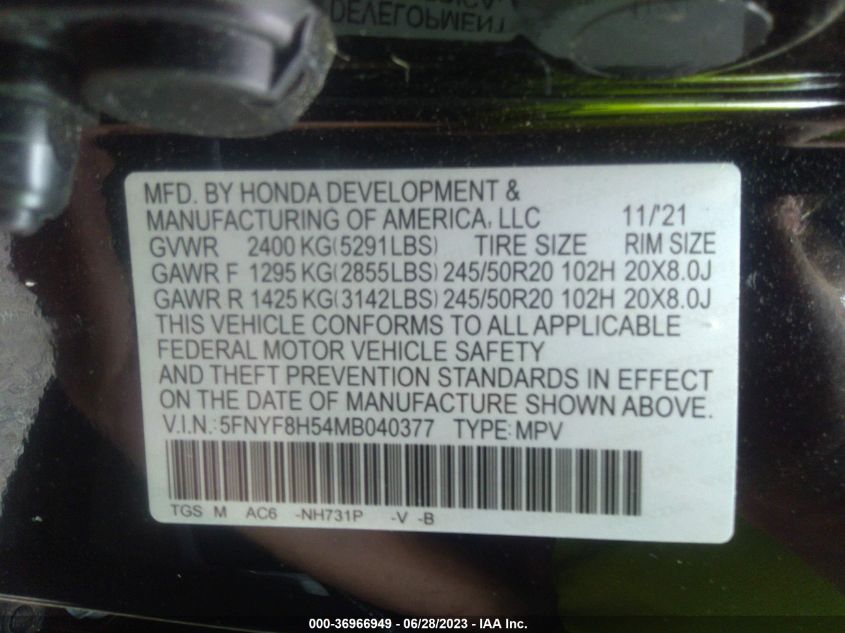 DEVELOPMENT
MFD. BY HONDA DEVELOPMENT &
MANUFACTURING OF AMERICA, LLC 11/'21
GVWR 2400 KG(5291LBS) TIRE SIZE RIM SIZE
GAWR F 1295 KG(2855LBS) 245/50R20 102H 20X8.0J
GAWR R 1425 KG(3142LBS) 245/50R20 102H 20X8.0J
THIS VEHICLE CONFORMS TO ALL APPLICABLE
FEDERAL MOTOR VEHICLE SAFETY
AND THEFT PREVENTION STANDARDS IN EFFECT
ON THE DATE OF MANUFACTURE SHOWN ABOVE.
V.I.N.:5FNYF8H54MB040377 TYPE:MPV
TGS M AC6 -NH731P -V -B
000-36966949 - 06/28/2023 - IAA Inc.